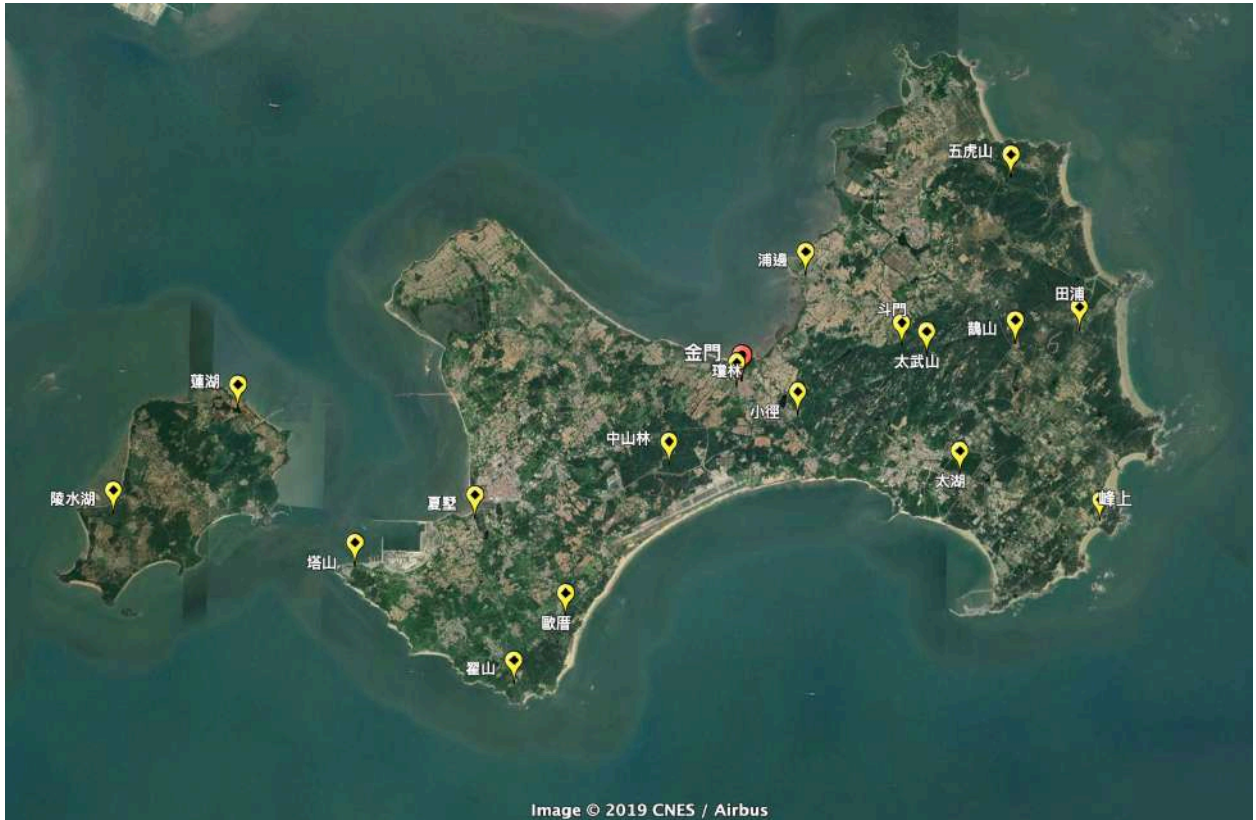 五虎山
浦邊
田浦
斗門
鵲山
太武山
金門
瓊林
蓮湖
小徑
中山林
太湖
陵水湖
夏墅
峰上
塔山
歐厝
翟山
Image © 2019 CNES / Airbus